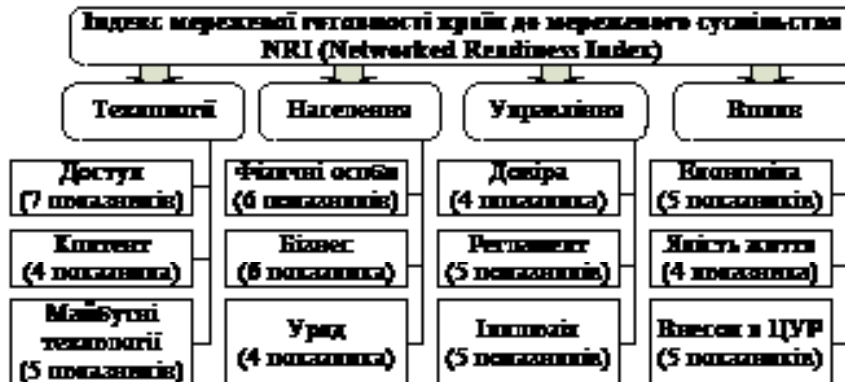 Індекс мережевої готовності країн до мережевого суспільства
NRI (Networked Readiness Index)
Технології
Населення
Управління
Вплив
Доступ
(7 показників)
Фізичні особи
(6 показників)
Довіра
(4 показника)
Економіка
(5 показників)
Контент
(4 показника)
Бізнес
(6 показника)
Регламент
(5 показників)
Якість життя
(4 показника)
Майбутні
технології
(5 показників)
Уряд
(4 показника)
Інклюзія
(5 показників)
Внесок в ЦУР
(5 показників)